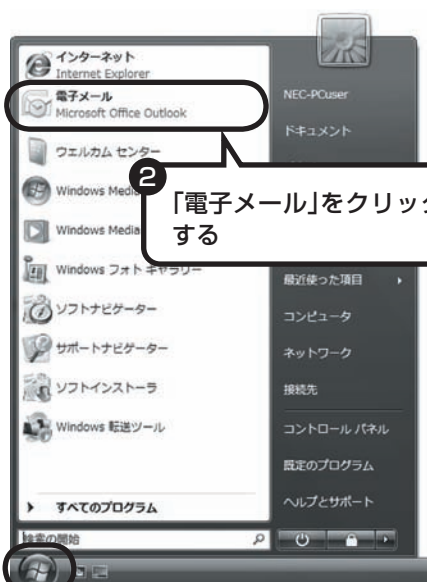 インターネット
Internet Explorer
電子メール
Microsoft Office Outlook
ウェルカム センター
Windows Media
Windows Media
Windows フォト ギャラリー
ソフトナビゲーター
サポートナビゲーター
ソフトインストーラ
Windows 転送ツール
すべてのプログラム
検索の開始
NEC-PCuser
ドキュメント
最近使った項目
コンピュータ
ネットワーク
接続先
コントロール パネル
既定のプログラム
ヘルプとサポート
2
「電子メール」をクリック
する